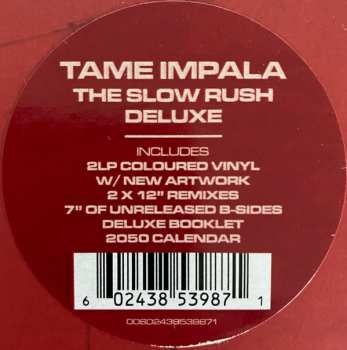 TAME IMPALA
THE SLOW RUSH
DELUXE
INCLUDES
2LP COLOURED VINYL
W/ NEW ARTWORK
2 X 12" REMIXES
7" OF UNRELEASED B-SIDES
DELUXE BOOKLET
2050 CALENDAR
6 02438 53987 1
00602438539871